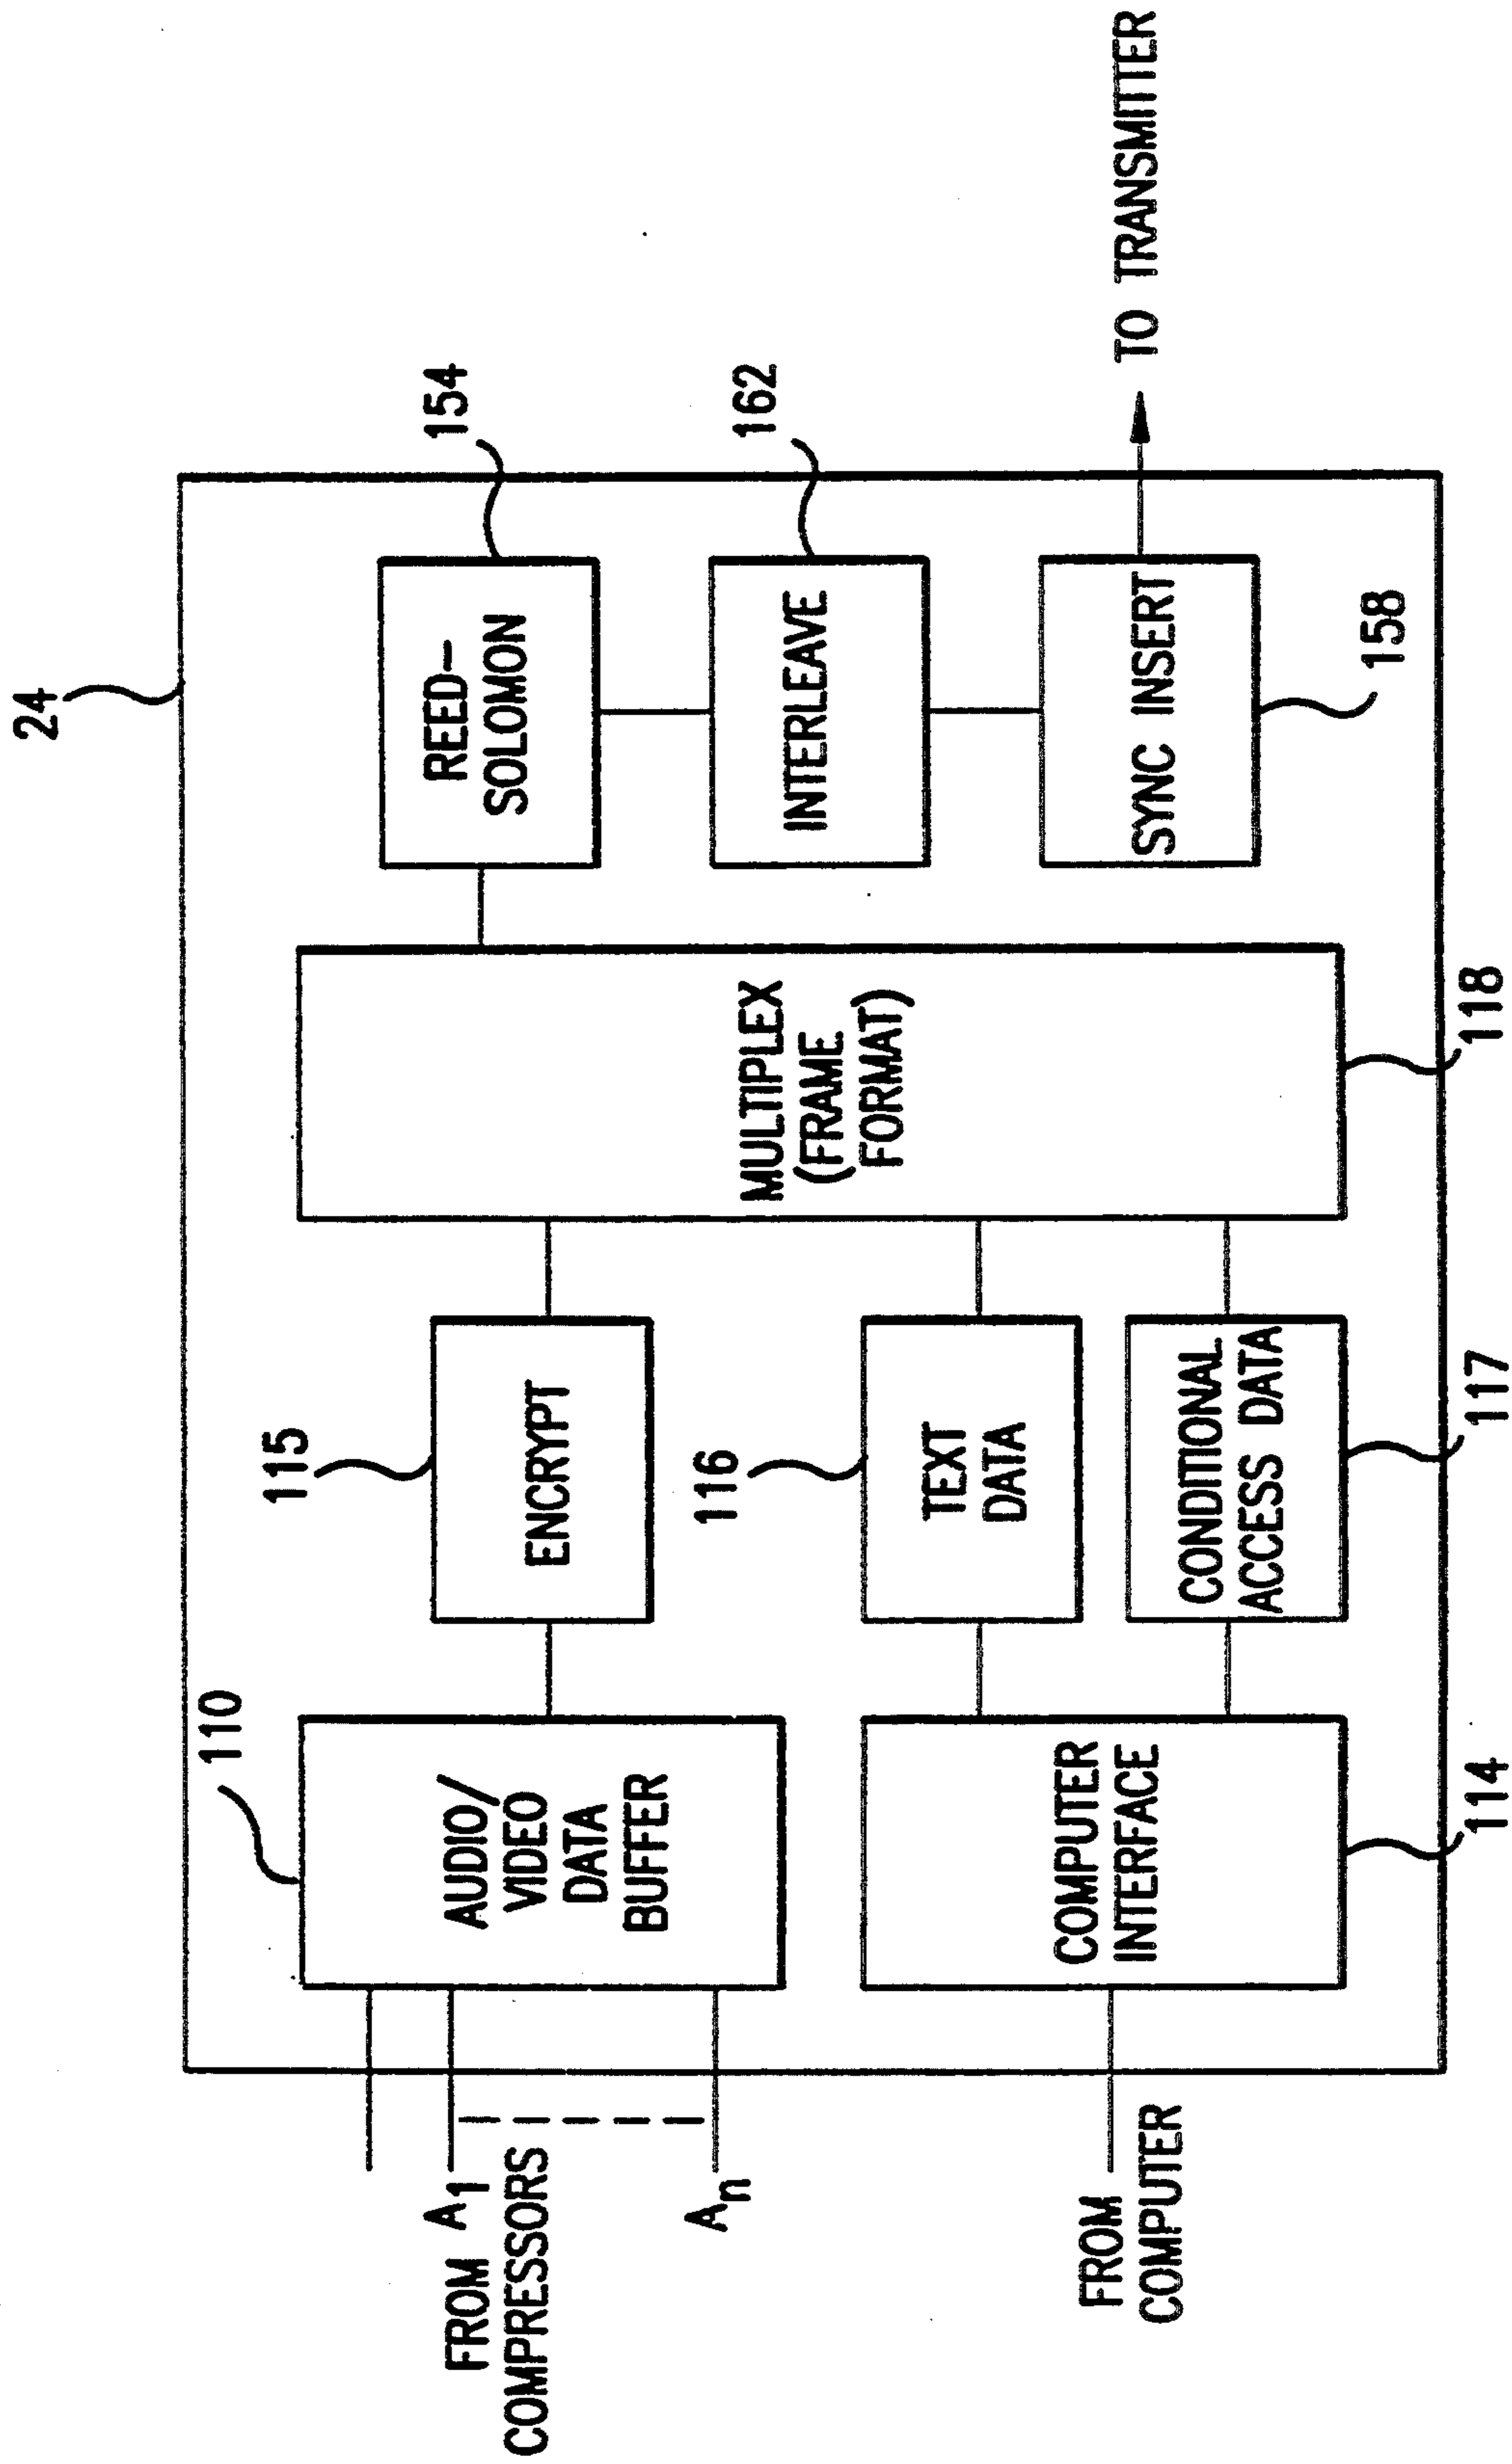 24
110
AUDIO/
VIDEO
DATA
BUFFER
115
ENCRYPT
MULTIPLEX
(FRAME
FORMAT)
REED-
SOLOMON
154
INTERLEAVE
162
SYNC INSERT
158
TO TRANSMITTER
118
116
TEXT
DATA
CONDITIONAL
ACCESS DATA
117
COMPUTER
INTERFACE
114
A1
FROM
COMPRESSORS
An
FROM
COMPUTER